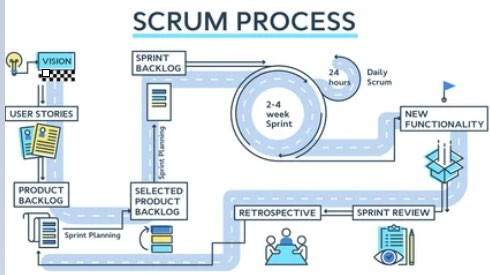 SCRUM PROCESS
VISION
USER STORIES
PRODUCT
BACKLOG
Sprint Planning
SELECTED
PRODUCT
BACKLOG
Sprint Planning
SPRINT
BACKLOG
2-4
week
Sprint
24
hours
Daily
Scrum
NEW
FUNCTIONALITY
SPRINT REVIEW
RETROSPECTIVE